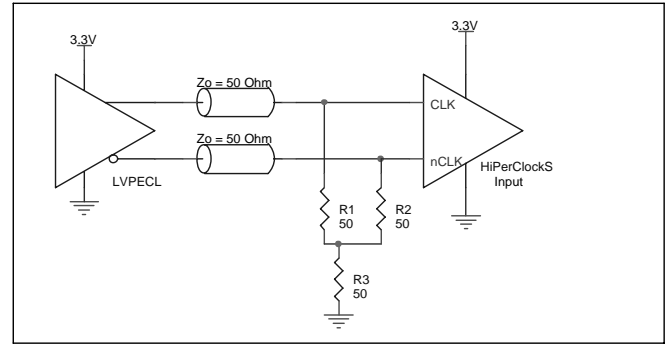 3.3V
3.3V
Zo = 50 Ohm
CLK
Zo = 50 Ohm
nCLK
LVPECL
HiPerClockS
Input
R1
50
R2
50
R3
50